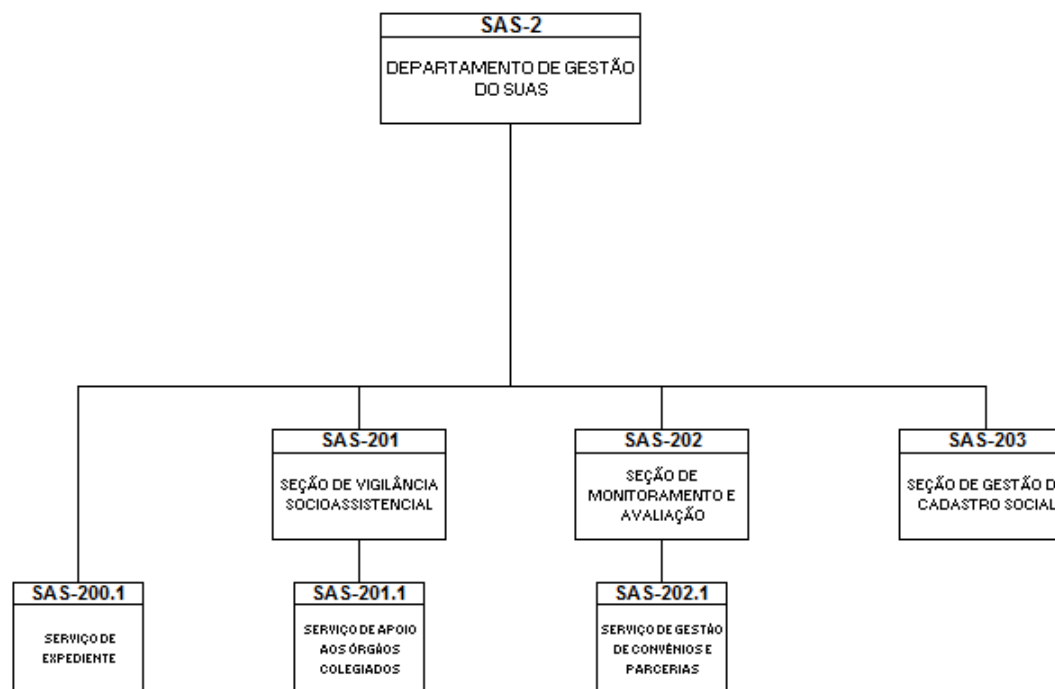 SAS-2
DEPARTAMENTO DE GESTÃO
DO SUAS
SAS-201
SEÇÃO DE VIGILÂNCIA
SOCIOASSISTENCIAL
SAS-202
SEÇÃO DE
MONITORAMENTO E
AVALIAÇÃO
SAS-203
SEÇÃO DE GESTÃO D
CADASTRO SOCIAL
SAS-200.1
SERVIÇO DE
EXPEDIENTE
SAS-201.1
SERVIÇO DE APOIO
AOS ÓRGÃOS
COLEGIADOS
SAS-202.1
SERVIÇO DE GESTÃO
DE CONVÊNIOS E
PARCERIAS